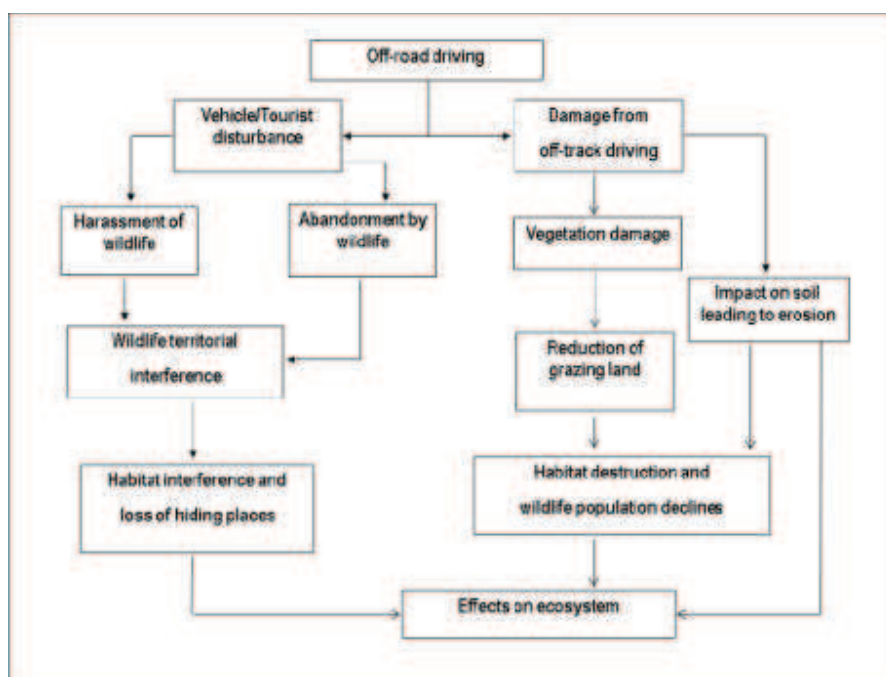 Off-road driving
Vehicle/Tourist
disturbance
Damage from
off-track driving
Harassment of
wildlife
Abandonment by
wildlife
Vegetation damage
Impact on soil
leading to erosion
Wildlife territorial
interference
Reduction of
grazing land
Habitat interference and
loss of hiding places
Habitat destruction and
wildlife population declines
Effects on ecosystem